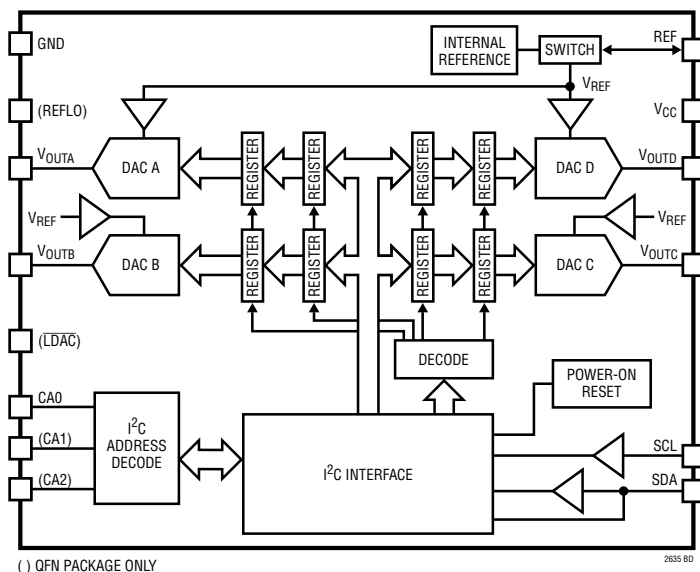 GND
INTERNAL
REFERENCE
SWITCH
REF
(REFLO)
VREF
VCC
VOUTA
DAC A
REGISTER
REGISTER
REGISTER
REGISTER
DAC D
VOUTD
VREF
VREF
VOUTB
DAC B
REGISTER
REGISTER
REGISTER
REGISTER
DAC C
VOUTC
(LDAC)
DECODE
POWER-ON
RESET
CA0
(CA1)
(CA2)
I2C
ADDRESS
DECODE
I2C INTERFACE
SCL
SDA
( ) QFN PACKAGE ONLY
2635 BD